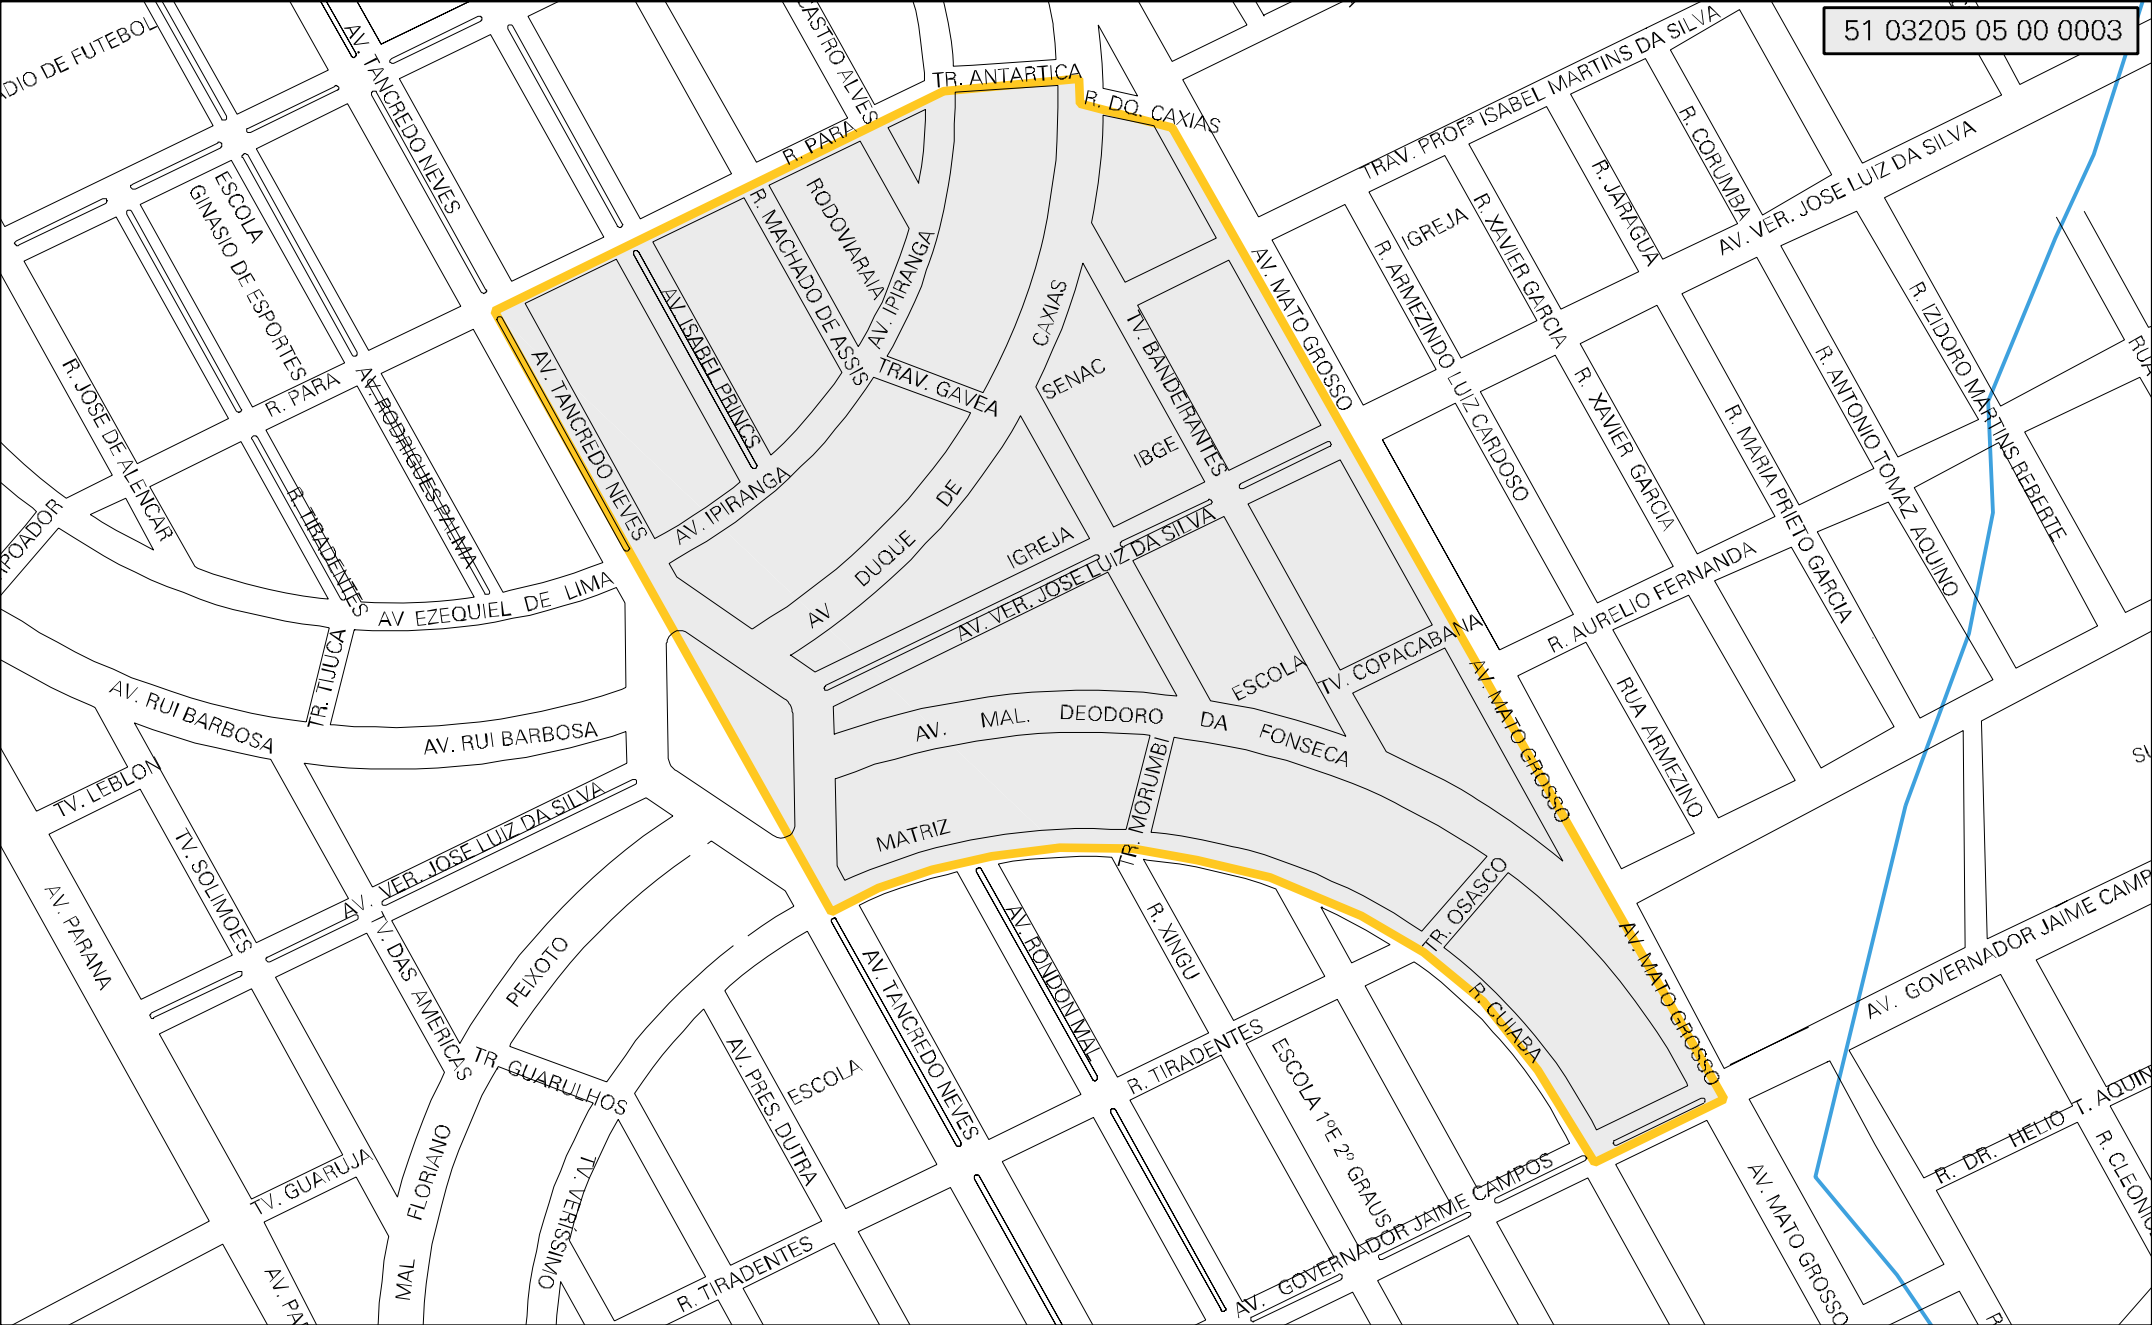 51 03205 05 00 0003
DIO DE FUTEBOL
AV. TANCREDO NEVES
CASTRO ALVES
TR. ANTARTICA
R. DQ. CAXIAS
TRAV. PROFª ISABEL MARTINS DA SILVA
R. CORUMBA
R. JARAGUA
AV. VER. JOSE LUIZ DA SILVA
R. PARA
ESCOLA
GINASIO DE ESPORTES
R. MACHADO DE ASSIS
RODOVIARAIA
AV. IPIRANGA
IGREJA
R. XAVIER GARCIA
R. ARMEZINDO LUIZ CARDOSO
AV. MATO GROSSO
R. IZIDORO MARTINS REBERTE
R. ANTONIO TOMAZ AQUINO
RUA
AV. ISABEL PRINCS.
AV. TANCREDO NEVES
CAXIAS
DE
DUQUE
AV
TV. BANDEIRANTES
SENAC
IBGE
TRAV. GAVEA
R. JOSE DE ALENCAR
R. PARA
AV. RODRIGUES PALMA
R. TIRADENTES
AV. IPIRANGA
R. XAVIER GARCIA
R. MARIA PRIETO GARCIA
IGREJA
AV. VER. JOSE LUIZ DA SILVA
POADOR
AV EZEQUIEL DE LIMA
TR. TIJUCA
R. AURELIO FERNANDA
ESCOLA
TV. COPACABANA
AV. MATO GROSSO
RUA ARMEZINO
AV. RUI BARBOSA
AV. RUI BARBOSA
AV. MAL. DEODORO DA FONSECA
TV. LEBLON
TR. MORUMBI
MATRIZ
AV. VER. JOSE LUIZ DA SILVA
TV. SOLIMOES
AV. PARANA
TV. DAS AMERICAS
PEIXOTO
FLORIANO
MAL
TR. OSASCO
R. CUIABA
AV. MATO GROSSO
AV. GOVERNADOR JAIME CAMP
AV. TANCREDO NEVES
AV. RONDON MAL.
R. XINGU
R. TIRADENTES
TR. GUARULHOS
AV. PRES. DUTRA
ESCOLA
ESCOLA 1ºE 2º GRAUS
R. DR. HELIO T. AQUIN
R. CLEONIC
TV. GUARUJA
TV. VERÍSSIMO
R. TIRADENTES
AV. GOVERNADOR JAIME CAMPOS
AV. MATO GROSSO
AV. PA
R.